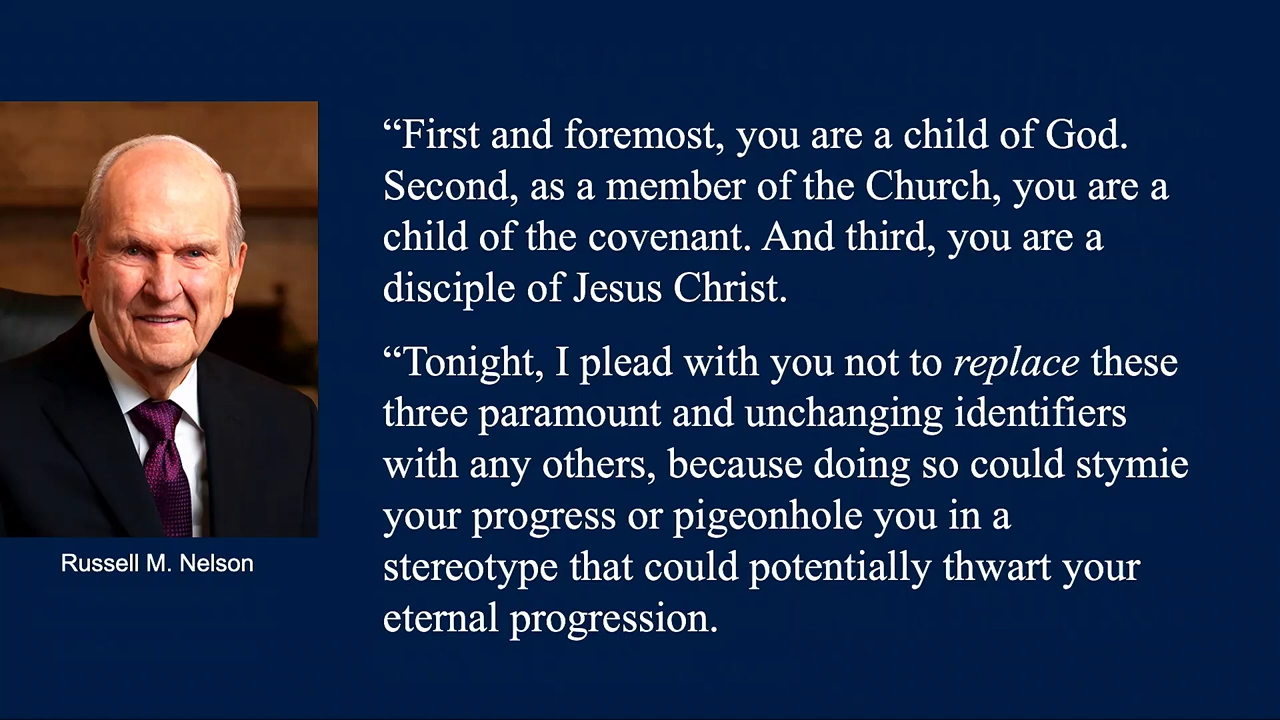 “First and foremost, you are a child of God.
Second, as a member of the Church, you are a
child of the covenant. And third, you are a
disciple of Jesus Christ.
“Tonight, I plead with you not to replace these
three paramount and unchanging identifiers
with any others, because doing so could stymie
your progress or pigeonhole you in a
stereotype that could potentially thwart your
eternal progression.
Russell M. Nelson